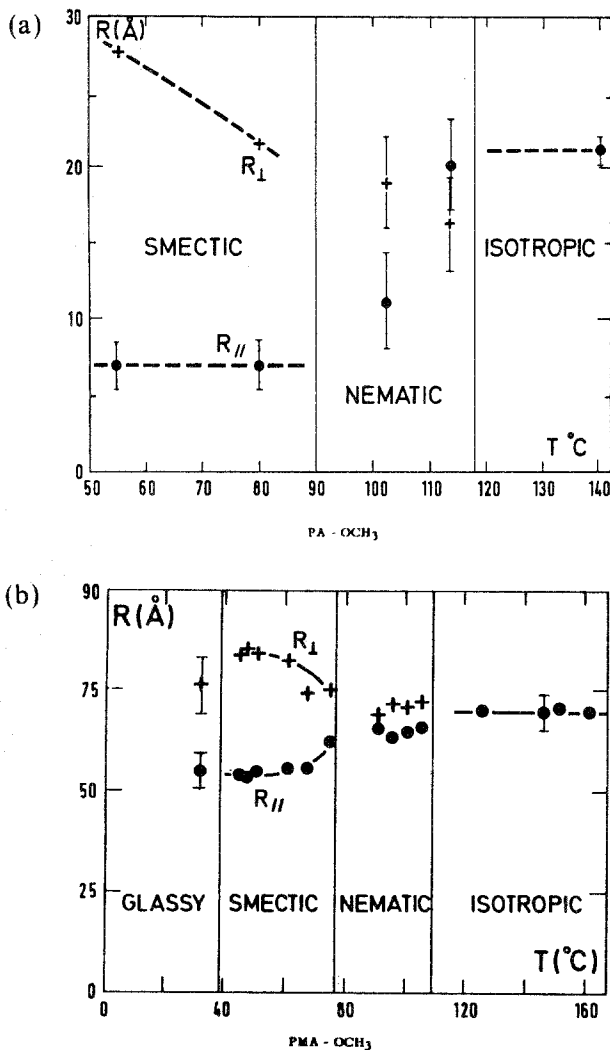 (a)
30
R(Å)
R⊥
20
SMECTIC
ISOTROPIC
10
R//
NEMATIC
0
T °C
50 60 70 80 90 100 110 120 130 140
PA - OCH3
(b)
90
R(Å)
R⊥
75
50
R//
25
GLASSY SMECTIC NEMATIC ISOTROPIC
0
T(°C)
0 40 80 120 160
PMA - OCH3